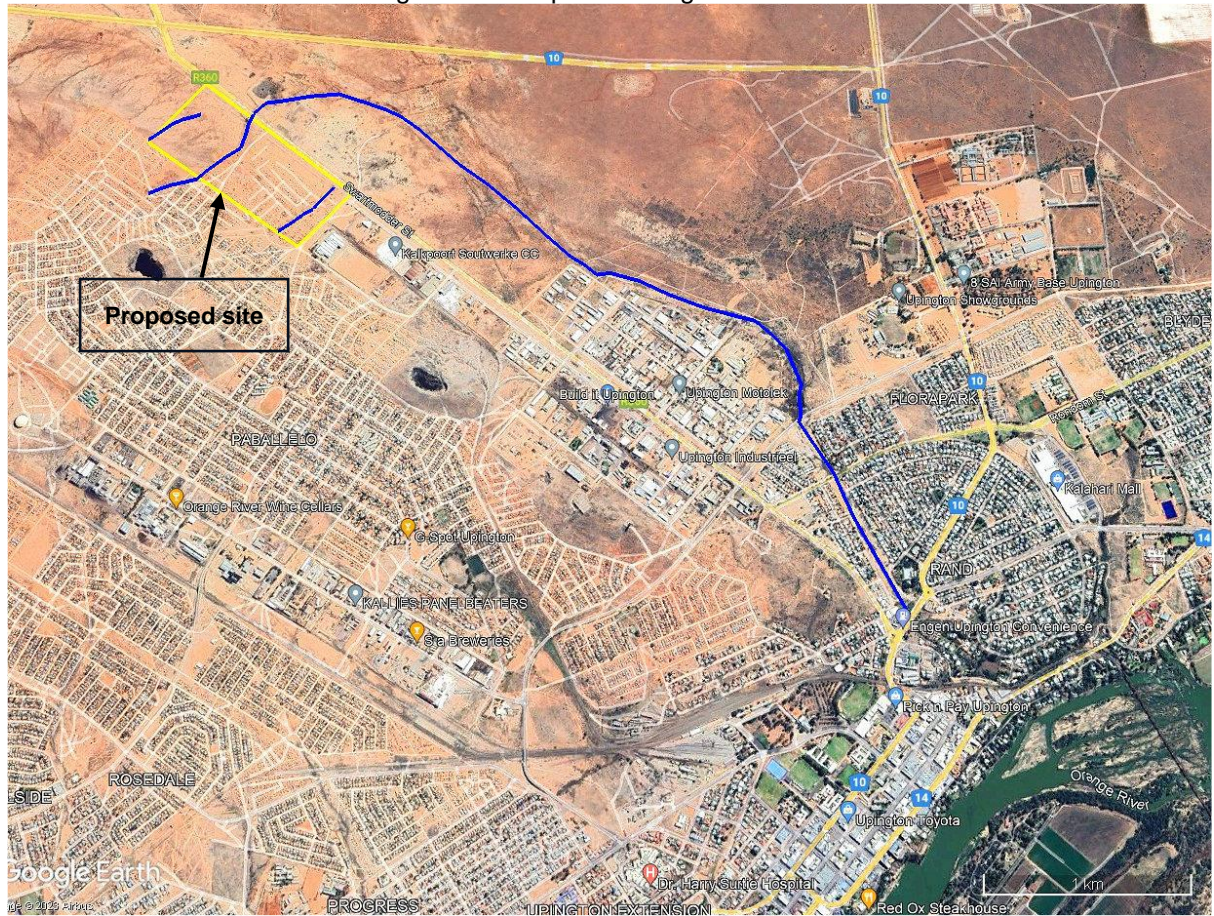 10
R360
10
Swartmodder St
Kalkpoort Soutwerke CC
8 SAI Army Base Upington
Upington Showgrounds
Proposed site
BLYDE
10
Build it Upington
Upington Motolek
FLORAPARK
PABALLELO
Upington Industrieel
Kalahari Mall
Orange River Wine Cellars
10
G-Spot Upington
14
RAND
KALLIES PANELBEATERS
Engen Upington Convenience
Sra Breweries
Pick n Pay Upington
ROSEDALE
LSIDE
Orange River
10
14
Upington Toyota
Google Earth
Dr. Harry Surtie Hospital
1 km
PROGRESS
UPINGTON EXTENSION
Red Ox Steakhouse